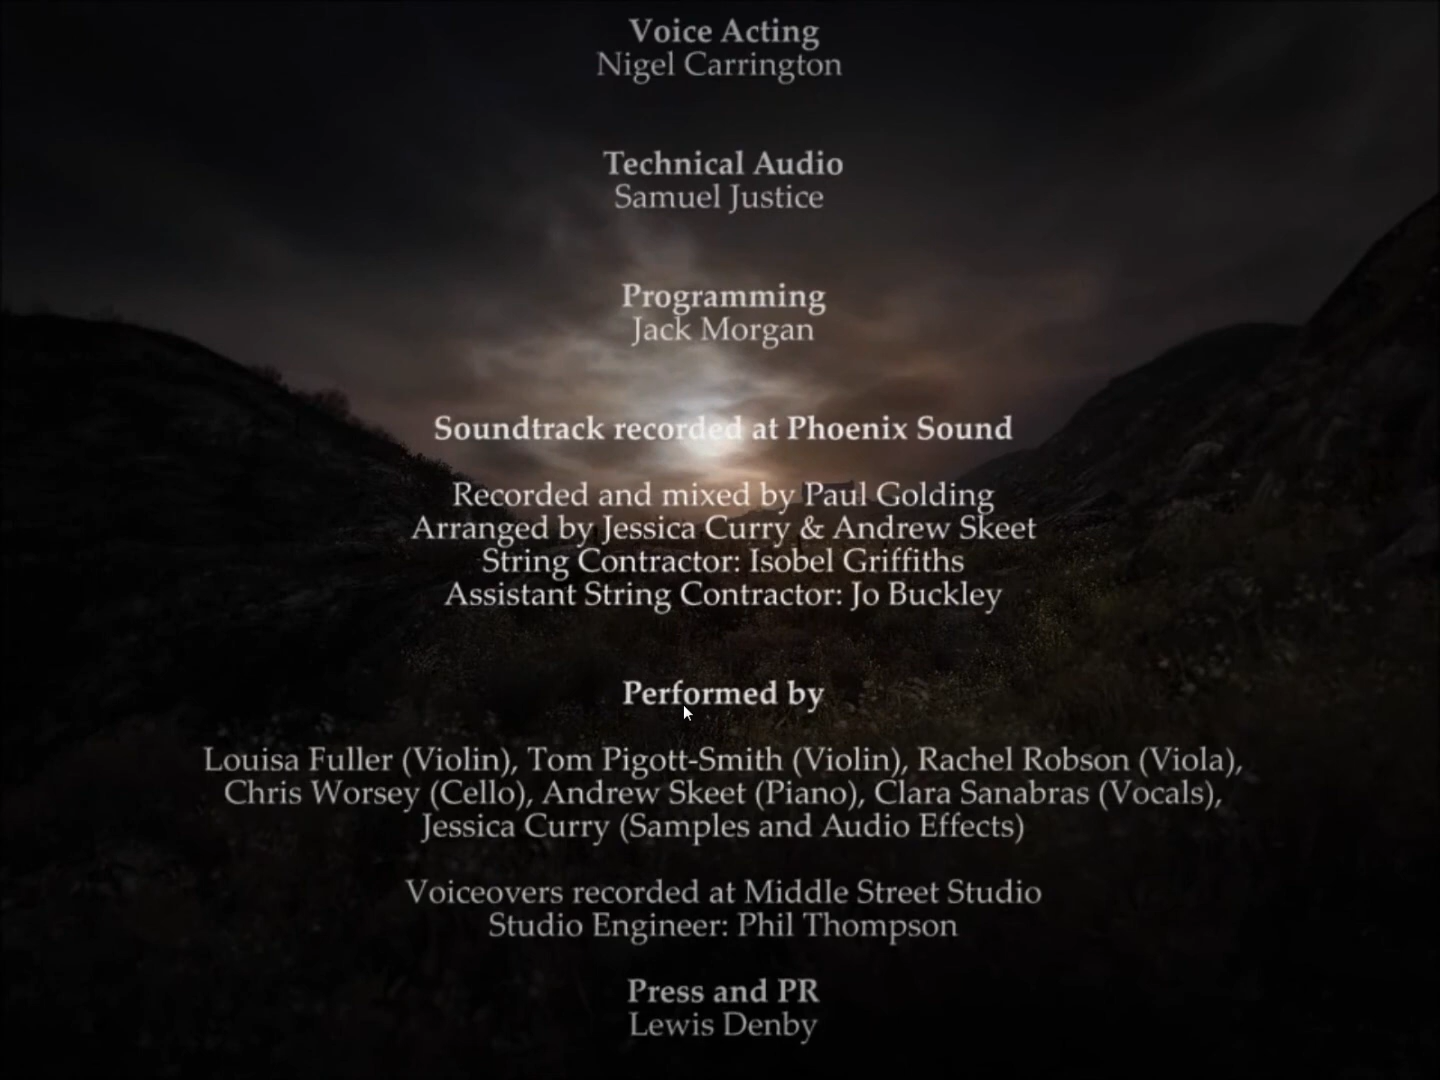 Voice Acting
Nigel Carrington
Technical Audio
Samuel Justice
Programming
Jack Morgan
Soundtrack recorded at Phoenix Sound
Recorded and mixed by Paul Golding
Arranged by Jessica Curry & Andrew Skeet
String Contractor: Isobel Griffiths
Assistant String Contractor: Jo Buckley
Performed by
Louisa Fuller (Violin), Tom Pigott-Smith (Violin), Rachel Robson (Viola),
Chris Worsey (Cello), Andrew Skeet (Piano), Clara Sanabras (Vocals),
Jessica Curry (Samples and Audio Effects)
Voiceovers recorded at Middle Street Studio
Studio Engineer: Phil Thompson
Press and PR
Lewis Denby